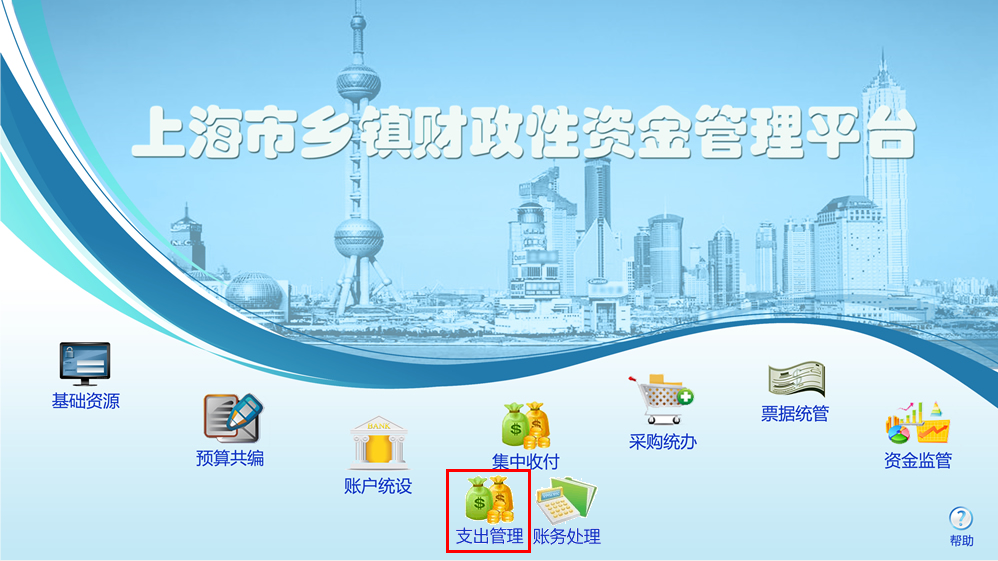 上海市乡镇财政性资金管理平台
基础资源
预算共编
BANK
账户统设
集中收付
采购统办
票据统管
资金监管
支出管理
账务处理
帮助